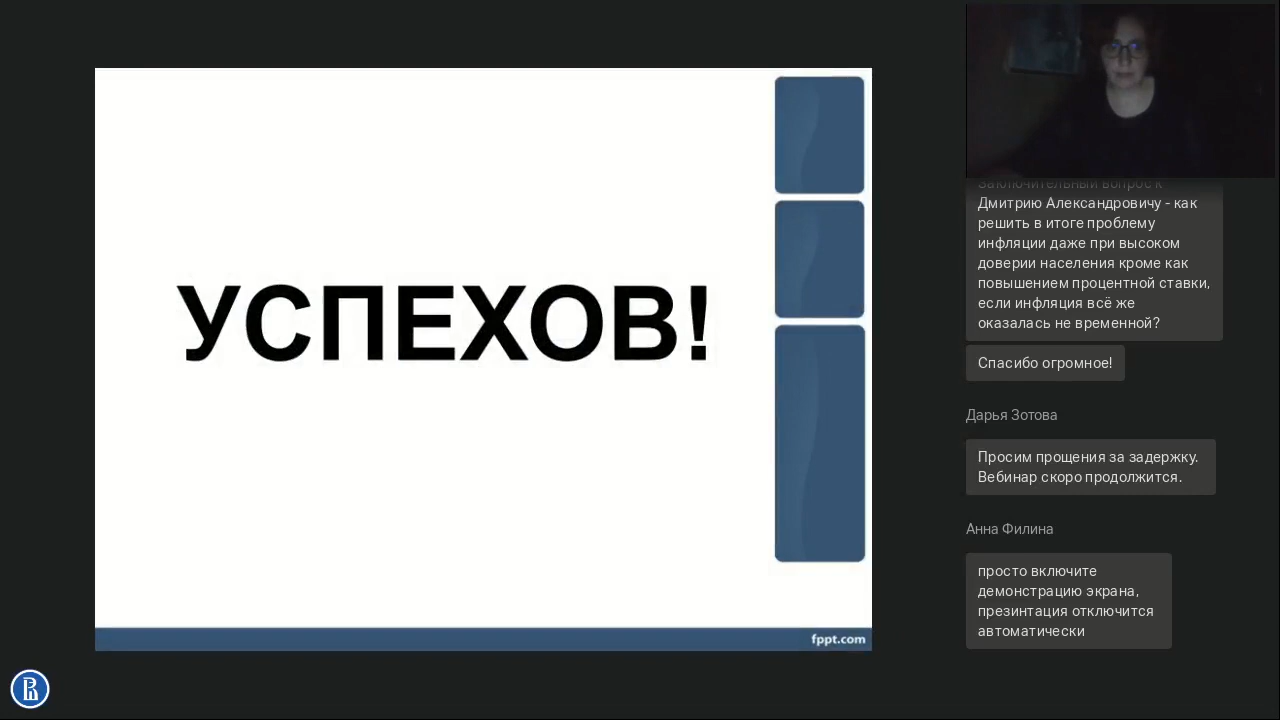 УСПЕХОВ!
fppt.com
Заключительный вопрос к
Дмитрию Александровичу - как
решить в итоге проблему
инфляции даже при высоком
доверии населения кроме как
повышением процентной ставки,
если инфляция всё же
оказалась не временной?
Спасибо огромное!
Дарья Зотова
Просим прощения за задержку.
Вебинар скоро продолжится.
Анна Филина
просто включите
демонстрацию экрана,
презинтация отключится
автоматически